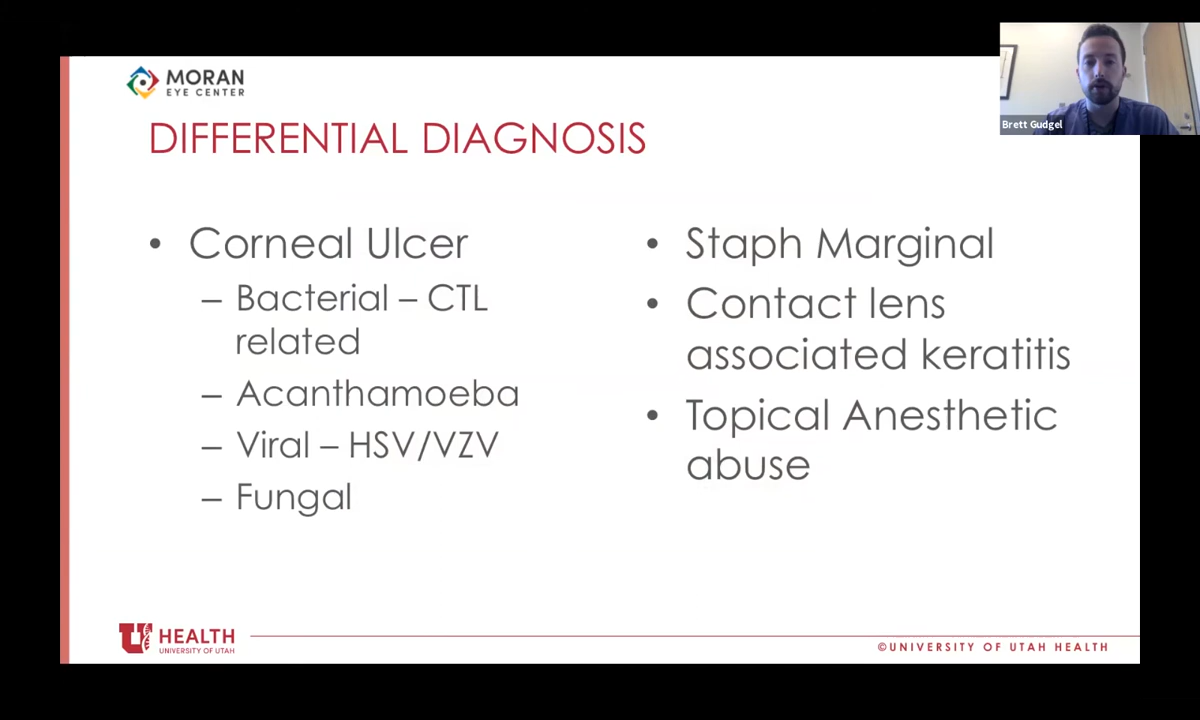 MORAN
EYE CENTER
Brett Gudgel
DIFFERENTIAL DIAGNOSIS
• Corneal Ulcer
– Bacterial – CTL
related
– Acanthamoeba
– Viral – HSV/VZV
– Fungal
• Staph Marginal
• Contact lens
associated keratitis
• Topical Anesthetic
abuse
U HEALTH
UNIVERSITY OF UTAH
©UNIVERSITY OF UTAH HEALTH